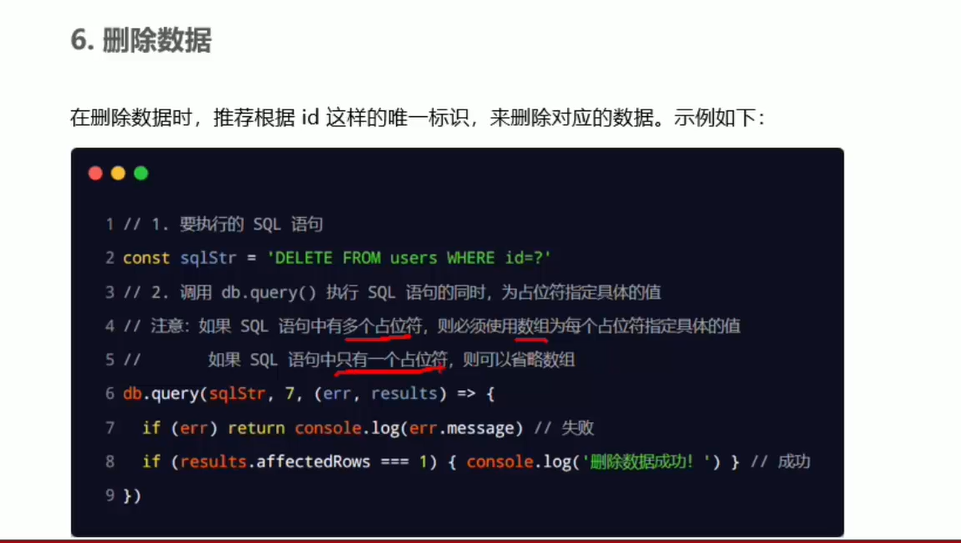 6. 删除数据
在删除数据时，推荐根据 id 这样的唯一标识，来删除对应的数据。示例如下：
1 // 1. 要执行的 SQL 语句
2 const sqlStr = 'DELETE FROM users WHERE id=?'
3 // 2. 调用 db.query() 执行 SQL 语句的同时，为占位符指定具体的值
4 // 注意：如果 SQL 语句中有多个占位符，则必须使用数组为每个占位符指定具体的值
5 //       如果 SQL 语句中只有一个占位符，则可以省略数组
6 db.query(sqlStr, 7, (err, results) => {
7   if (err) return console.log(err.message) // 失败
8   if (results.affectedRows === 1) { console.log('删除数据成功！') } // 成功
9 })